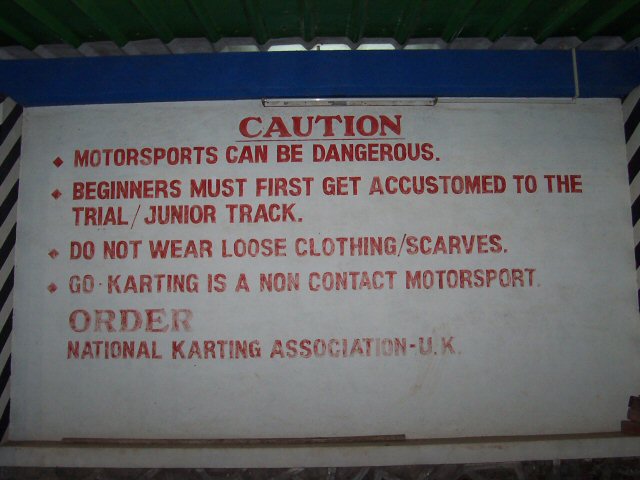 CAUTION
◆ MOTORSPORTS CAN BE DANGEROUS.
◆ BEGINNERS MUST FIRST GET ACCUSTOMED TO THE
TRIAL/JUNIOR TRACK.
◆ DO NOT WEAR LOOSE CLOTHING/SCARVES.
◆ GO-KARTING IS A NON CONTACT MOTORSPORT.
ORDER
NATIONAL KARTING ASSOCIATION-U.K.